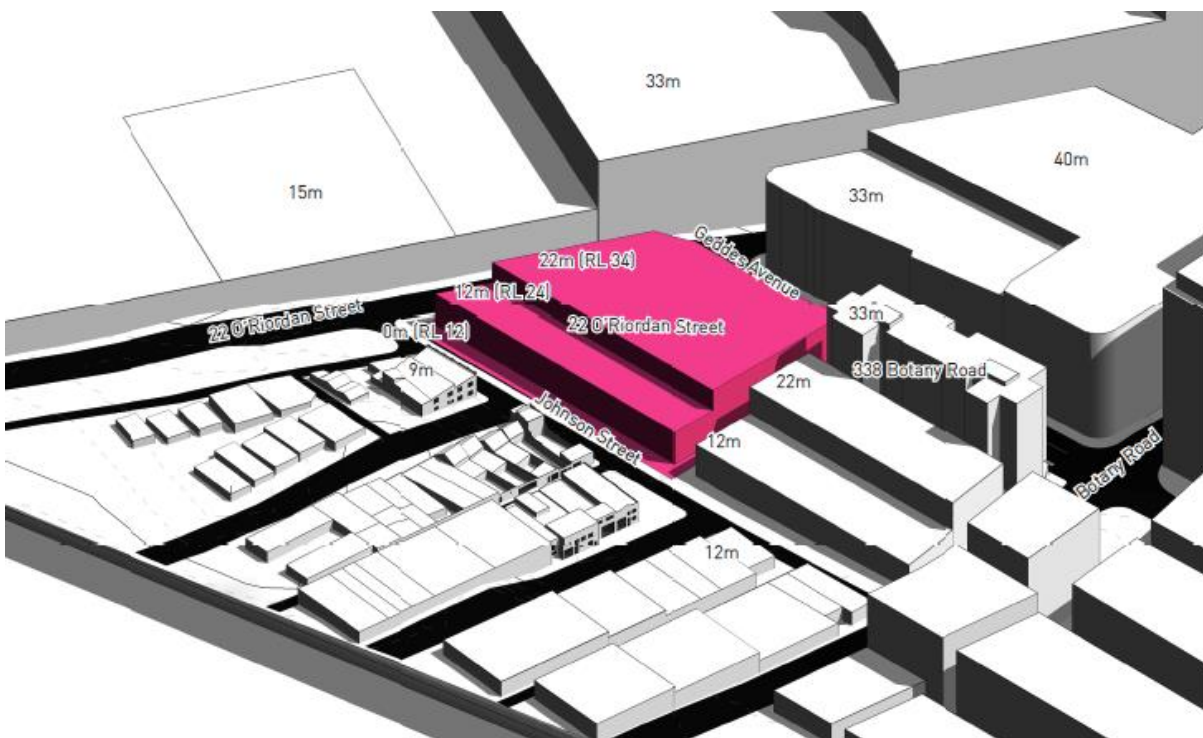 33m
40m
15m
33m
Geddes Avenue
22m (RL 34)
12m (RL 24)
22 O'Riordan Street
33m
22 O'Riordan Street
0m (RL 12)
9m
338 Botany Road
22m
Johnson Street
12m
Botany Road
12m